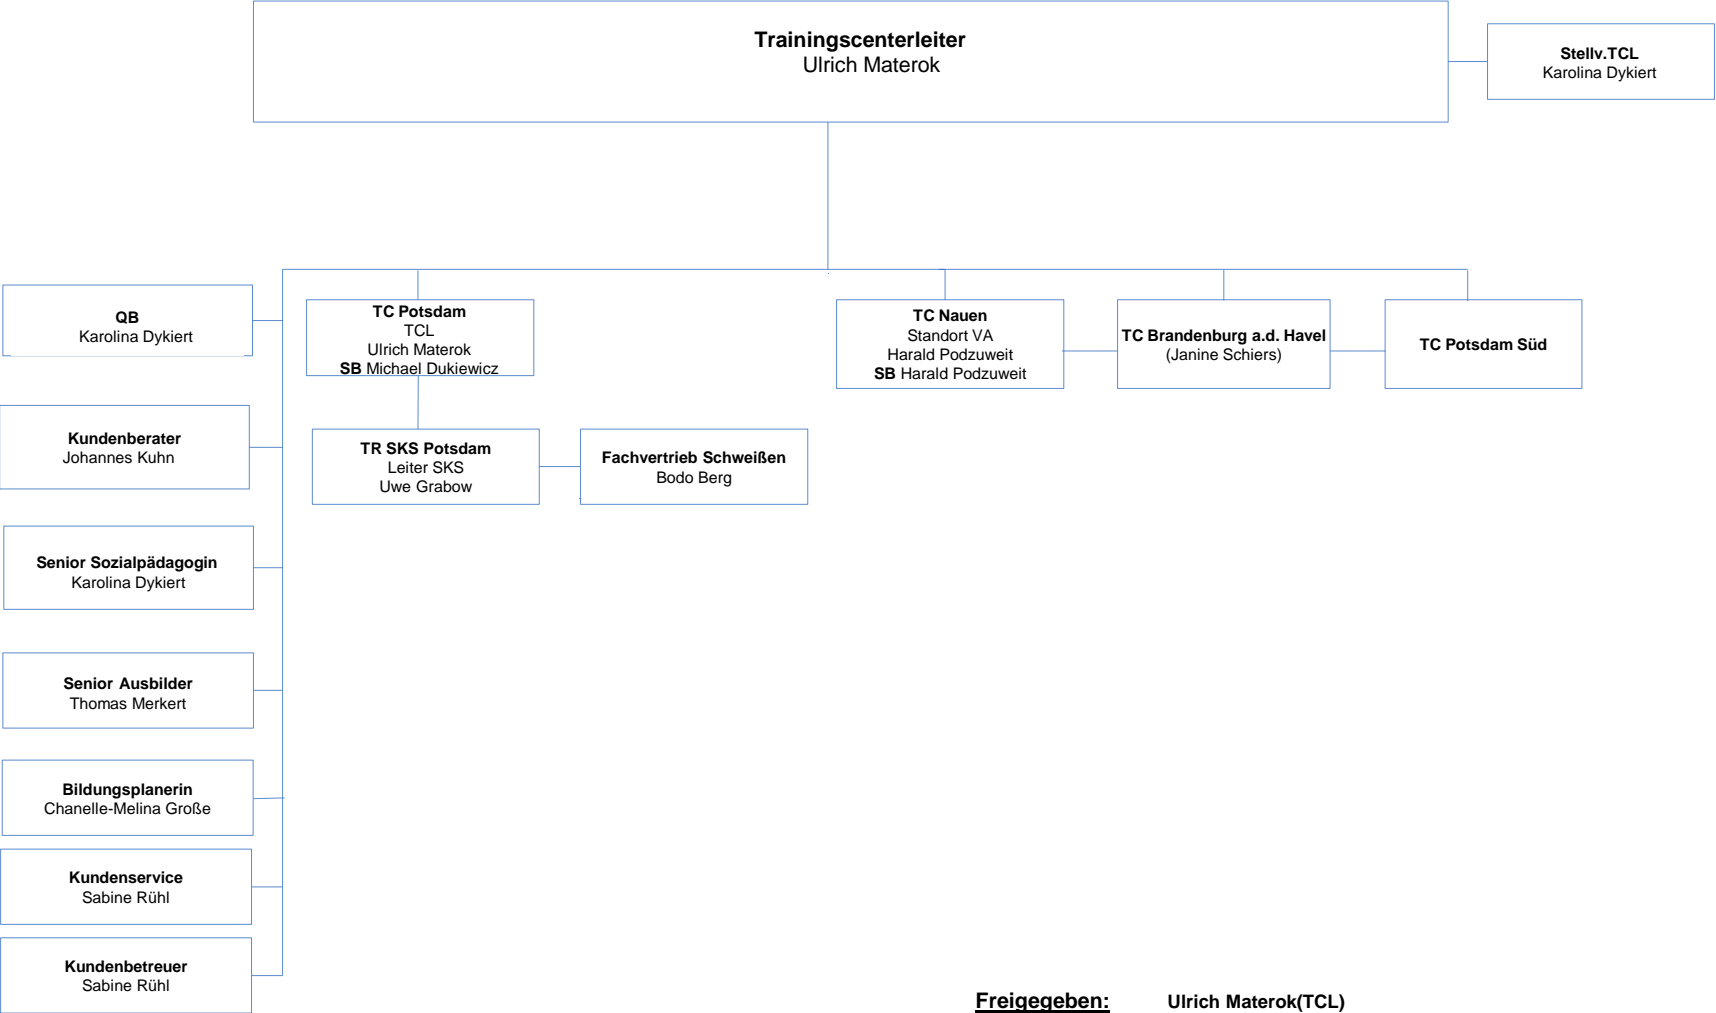 Trainingscenterleiter
Ulrich Materok
Stellv.TCL
Karolina Dykiert
QB
Karolina Dykiert
Kundenberater
Johannes Kuhn
Senior Sozialpädagogin
Karolina Dykiert
Senior Ausbilder
Thomas Merkert
Bildungsplanerin
Chanelle-Melina Große
Kundenservice
Sabine Rühl
Kundenbetreuer
Sabine Rühl
TC Potsdam
TCL
Ulrich Materok
SB Michael Dukiewicz
TR SKS Potsdam
Leiter SKS
Uwe Grabow
Fachvertrieb Schweißen
Bodo Berg
TC Nauen
Standort VA
Harald Podzuweit
SB Harald Podzuweit
TC Brandenburg a.d. Havel
(Janine Schiers)
TC Potsdam Süd
Freigegeben: Ulrich Materok(TCL)